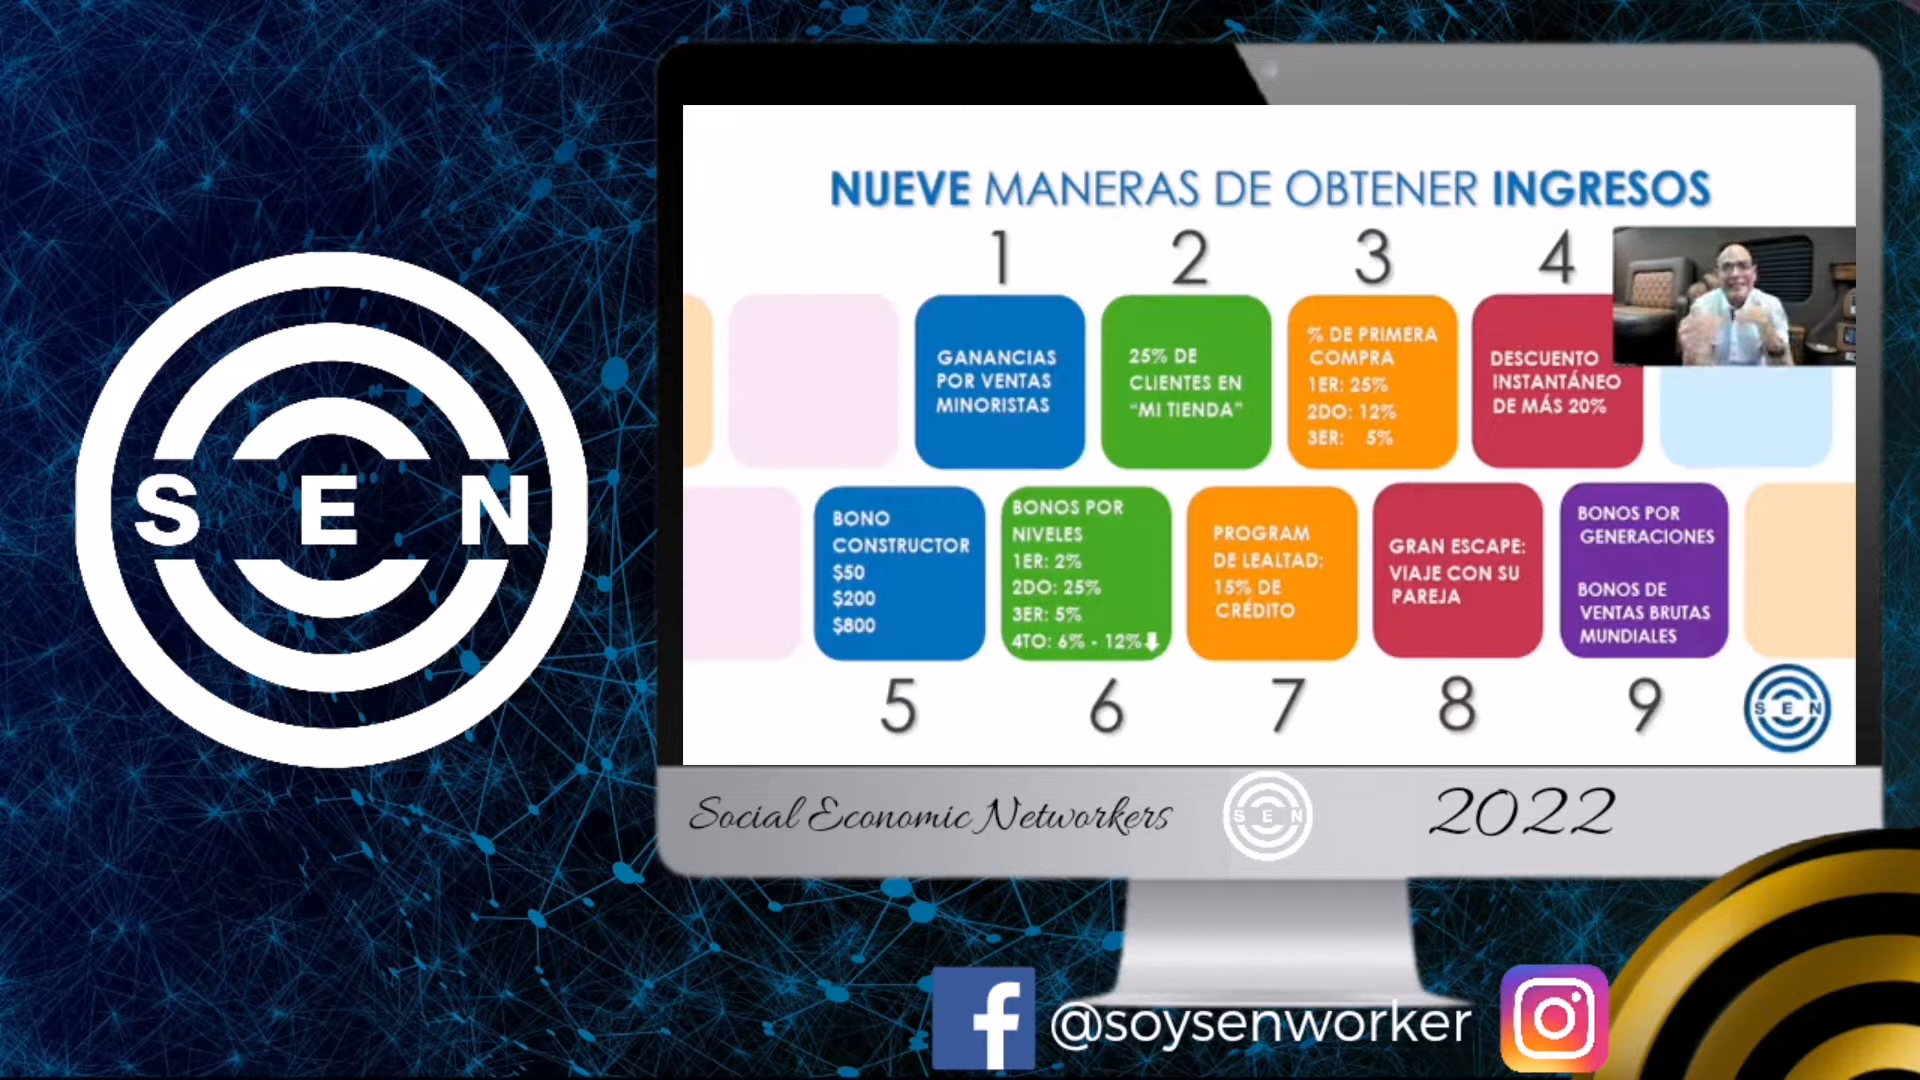 S E N
NUEVE MANERAS DE OBTENER INGRESOS
1 2 3 4
GANANCIAS
POR VENTAS
MINORISTAS
25% DE
CLIENTES EN
“MI TIENDA”
% DE PRIMERA
COMPRA
1ER: 25%
2DO: 12%
3ER: 5%
DESCUENTO
INSTANTÁNEO
DE MÁS 20%
BONO
CONSTRUCTOR
$50
$200
$800
BONOS POR
NIVELES
1ER: 2%
2DO: 25%
3ER: 5%
4TO: 6% - 12%
PROGRAM
DE LEALTAD;
15% DE
CRÉDITO
GRAN ESCAPE:
VIAJE CON SU
PAREJA
BONOS POR
GENERACIONES
BONOS DE
VENTAS BRUTAS
MUNDIALES
5 6 7 8 9
S E N
Social Economic Networkers
S E N
2022
@soysenworker